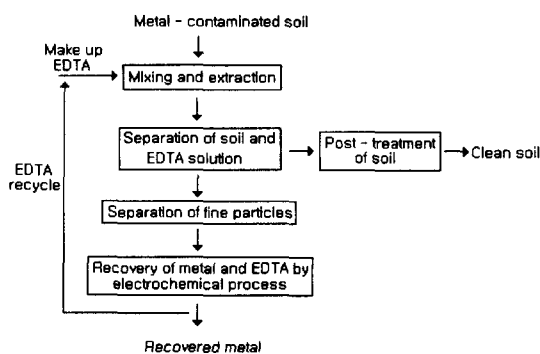 Metal - contaminated soil
Make up
EDTA
Mixing and extraction
Separation of soil and
EDTA solution
Post - treatment
of soil
Clean soil
EDTA
recycle
Separation of fine particles
Recovery of metal and EDTA by
electrochemical process
Recovered metal